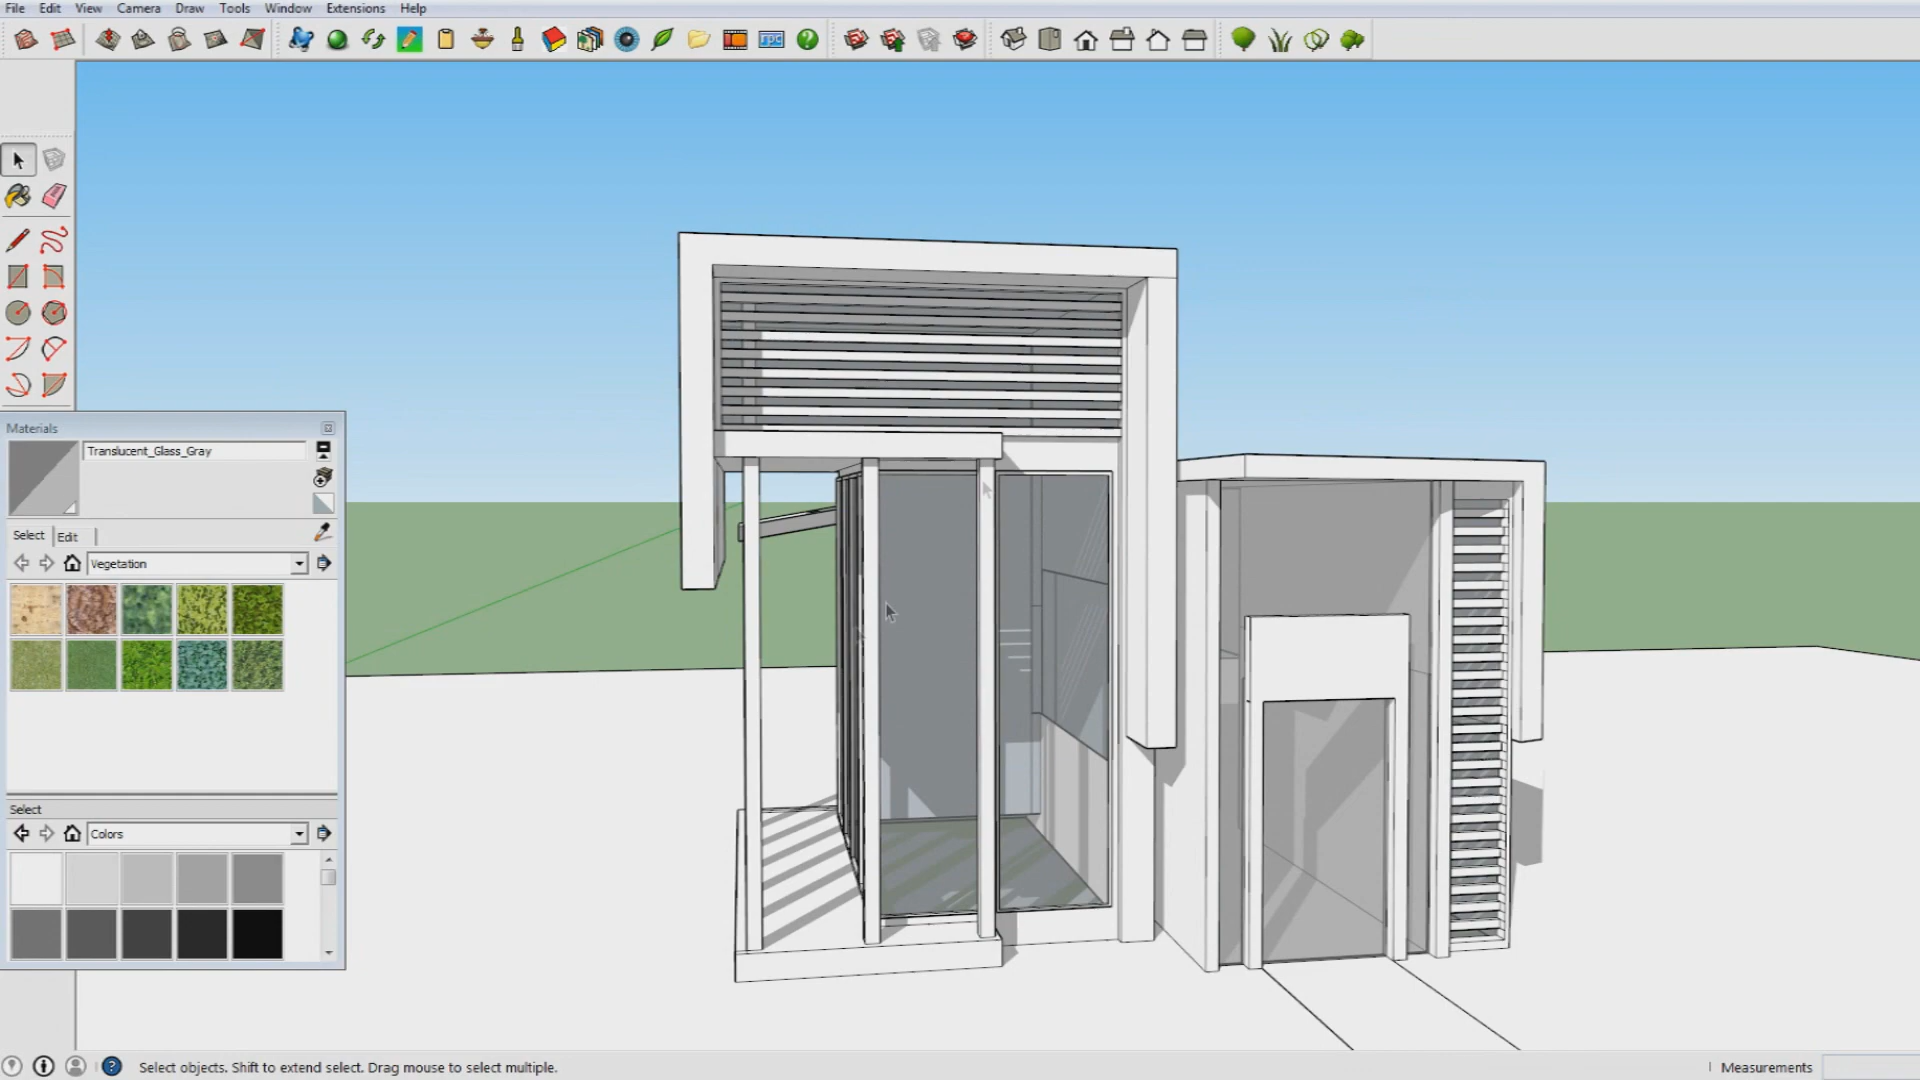 File Edit View Camera Draw Tools Window Extensions Help
Materials
Translucent_Glass_Gray
Select Edit
Vegetation
Select
Colors
Select objects. Shift to extend select. Drag mouse to select multiple.
Measurements